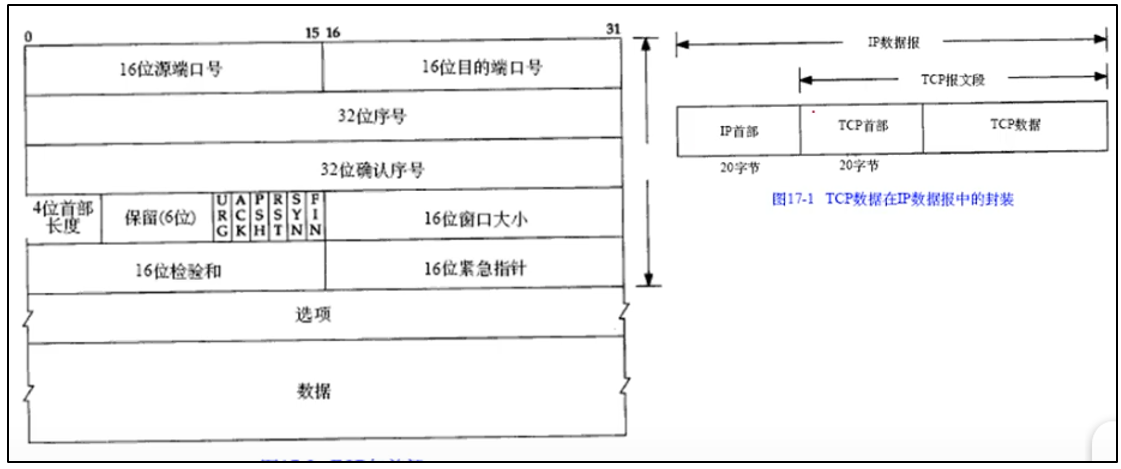 0 15 16 31
16位源端口号 16位目的端口号
32位序号
32位确认序号
4位首部
长度
保留(6位)
URG
ACK
PSH
RST
SYN
FIN
16位窗口大小
16位检验和 16位紧急指针
选项
数据
IP数据报
TCP报文段
IP首部 TCP首部 TCP数据
20字节 20字节
图17-1 TCP数据在IP数据报中的封装